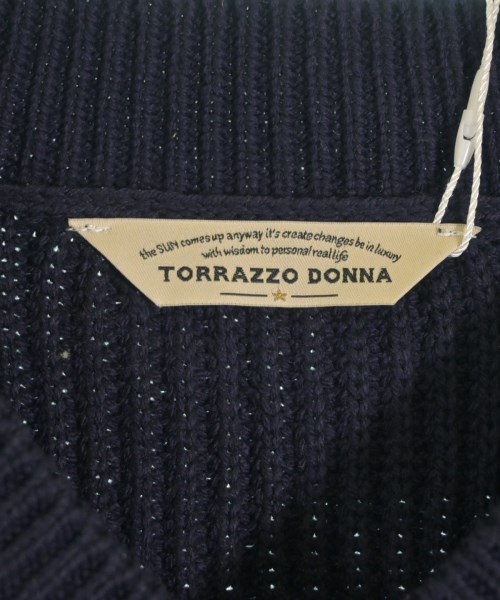 the SUN comes up anyway it's create changes be in luxury
with wisdom to personal real life
TORRAZZO DONNA